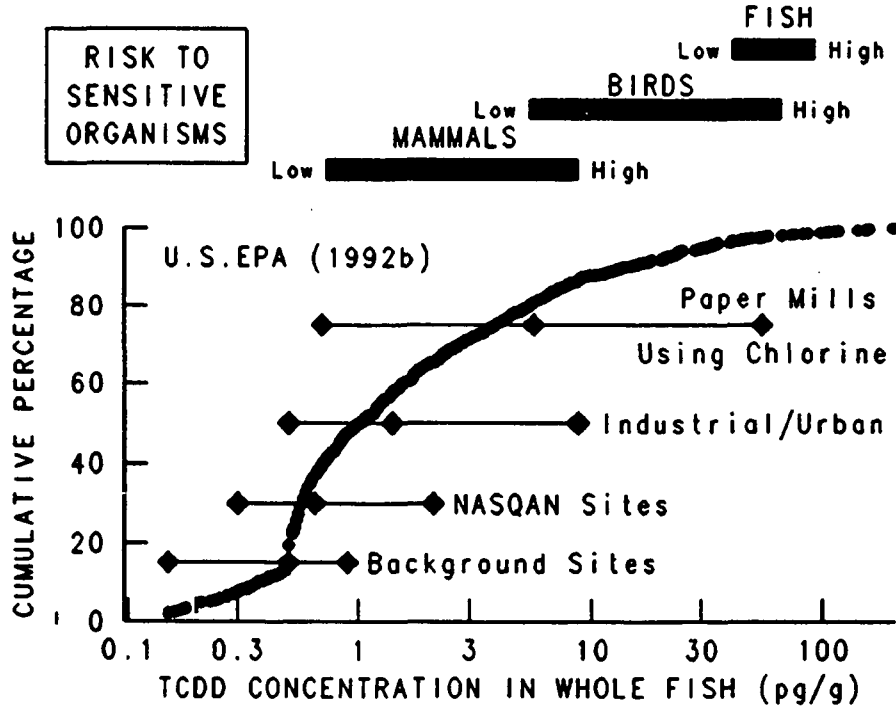 FISH
Low High
RISK TO
SENSITIVE
ORGANISMS
BIRDS
Low High
MAMMALS
Low High
CUMULATIVE PERCENTAGE
100
80
60
40
20
0
U.S.EPA (1992b)
Paper Mills
Using Chlorine
Industrial/Urban
NASQAN Sites
Background Sites
0.1 0.3 1 3 10 30 100
TCDD CONCENTRATION IN WHOLE FISH (pg/g)